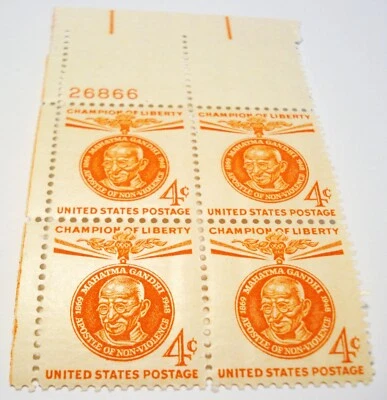 26866
CHAMPION OF LIBERTY CHAMPION OF LIBERTY
1869 MAHATMA GANDHI 1948 1869 MAHATMA GANDHI 1948
APOSTLE OF NON-VIOLENCE APOSTLE OF NON-VIOLENCE
4¢ 4¢
UNITED STATES POSTAGE UNITED STATES POSTAGE
CHAMPION OF LIBERTY CHAMPION OF LIBERTY
1869 MAHATMA GANDHI 1948 1869 MAHATMA GANDHI 1948
APOSTLE OF NON-VIOLENCE APOSTLE OF NON-VIOLENCE
4¢ 4¢
UNITED STATES POSTAGE UNITED STATES POSTAGE